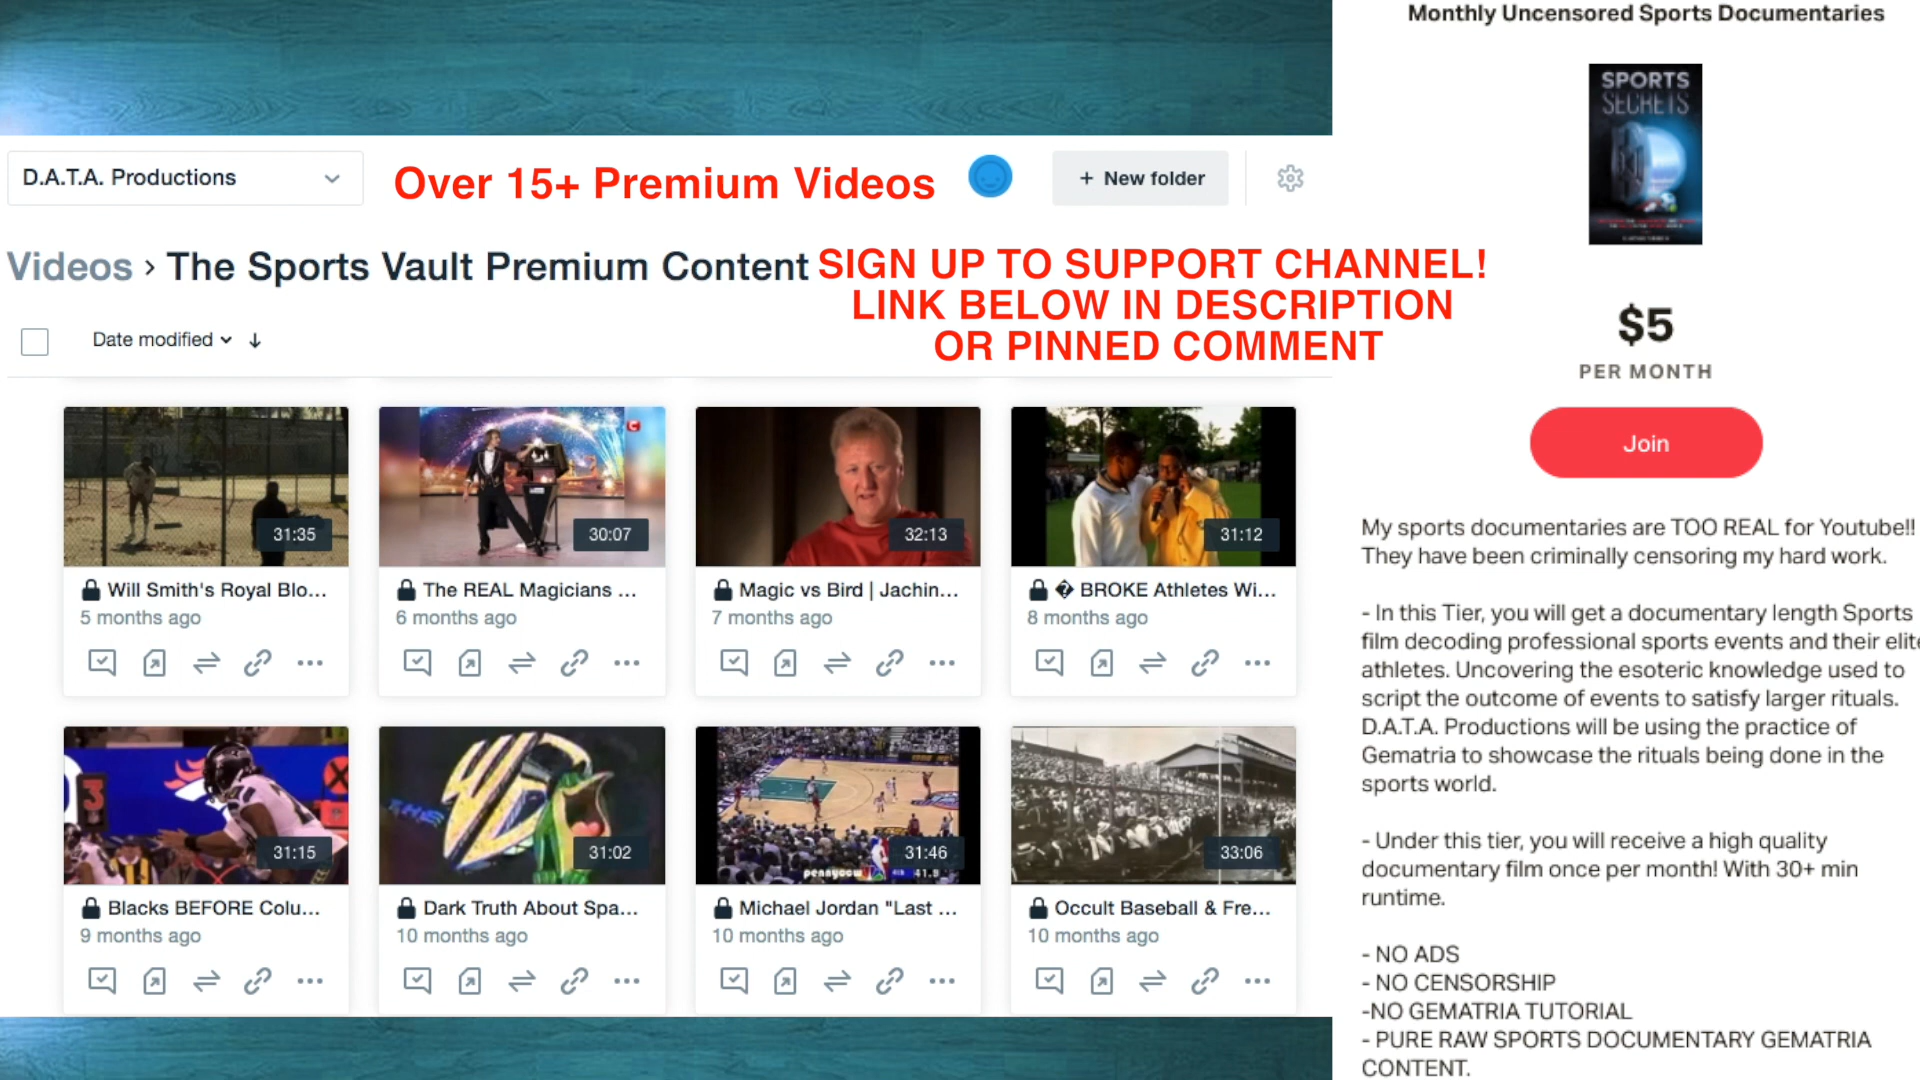 D.A.T.A. Productions
Over 15+ Premium Videos
+ New folder
Videos › The Sports Vault Premium Content
SIGN UP TO SUPPORT CHANNEL!
LINK BELOW IN DESCRIPTION
OR PINNED COMMENT
Date modified
31:35
30:07
32:13
31:12
Will Smith's Royal Blo...
The REAL Magicians ...
Magic vs Bird | Jachin...
� BROKE Athletes Wi...
5 months ago
6 months ago
7 months ago
8 months ago
3
THE
31:15
31:02
31:46
33:06
Blacks BEFORE Colu...
Dark Truth About Spa...
Michael Jordan "Last ...
Occult Baseball & Fre...
9 months ago
10 months ago
10 months ago
10 months ago
Monthly Uncensored Sports Documentaries
SPORTS
SECRETS
$5
PER MONTH
Join
My sports documentaries are TOO REAL for Youtube!!
They have been criminally censoring my hard work.
- In this Tier, you will get a documentary length Sports
film decoding professional sports events and their elite
athletes. Uncovering the esoteric knowledge used to
script the outcome of events to satisfy larger rituals.
D.A.T.A. Productions will be using the practice of
Gematria to showcase the rituals being done in the
sports world.
- Under this tier, you will receive a high quality
documentary film once per month! With 30+ min
runtime.
- NO ADS
- NO CENSORSHIP
-NO GEMATRIA TUTORIAL
- PURE RAW SPORTS DOCUMENTARY GEMATRIA
CONTENT.